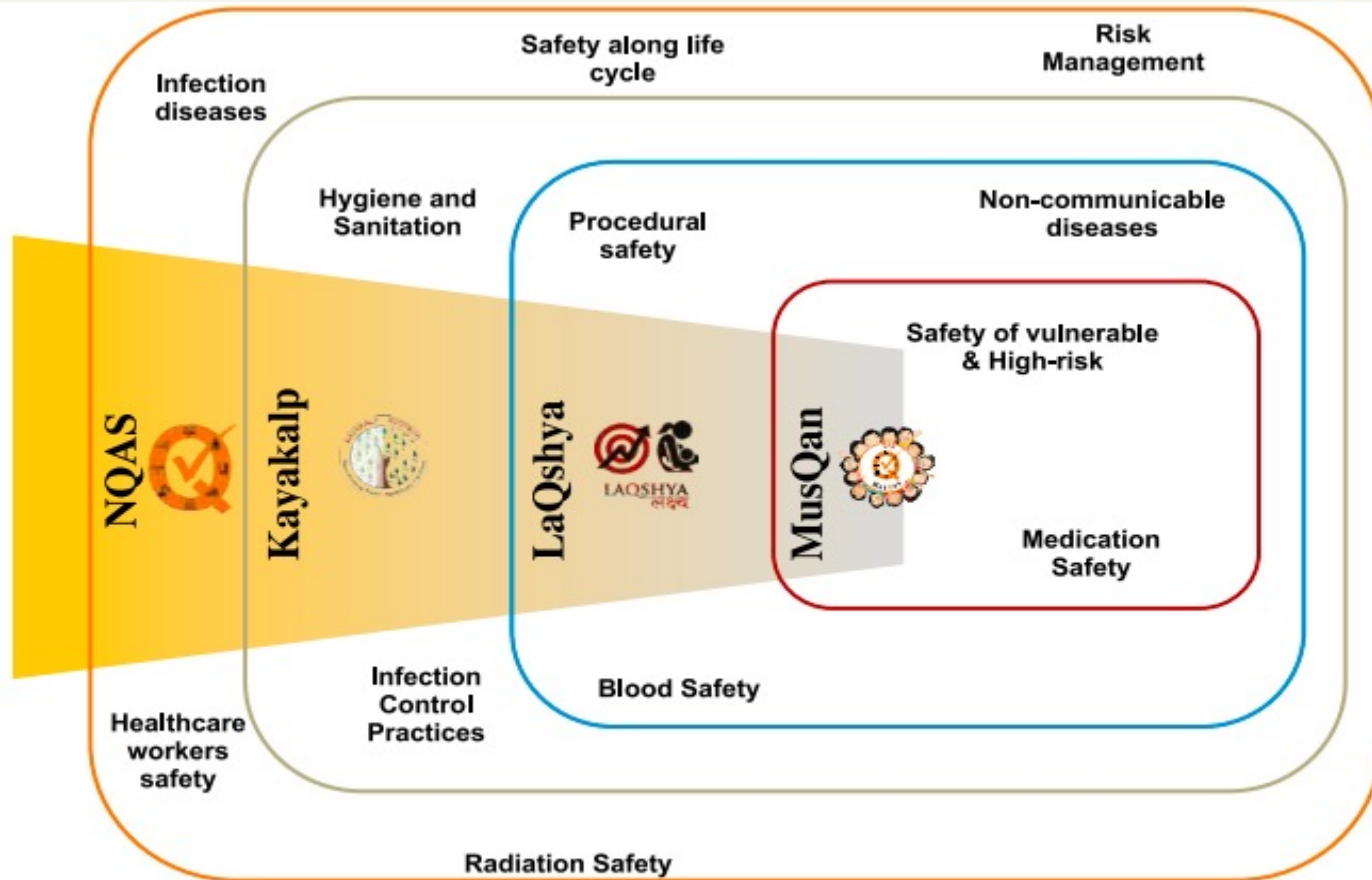 Safety along life
cycle
Risk
Management
Infection
diseases
Hygiene and
Sanitation
Procedural
safety
Non-communicable
diseases
Safety of vulnerable
& High-risk
NQAS
Kayakalp
LaQshya
LAQSHYA
लक्ष्य
MusQan
Medication
Safety
Infection
Control
Practices
Blood Safety
Healthcare
workers
safety
Radiation Safety